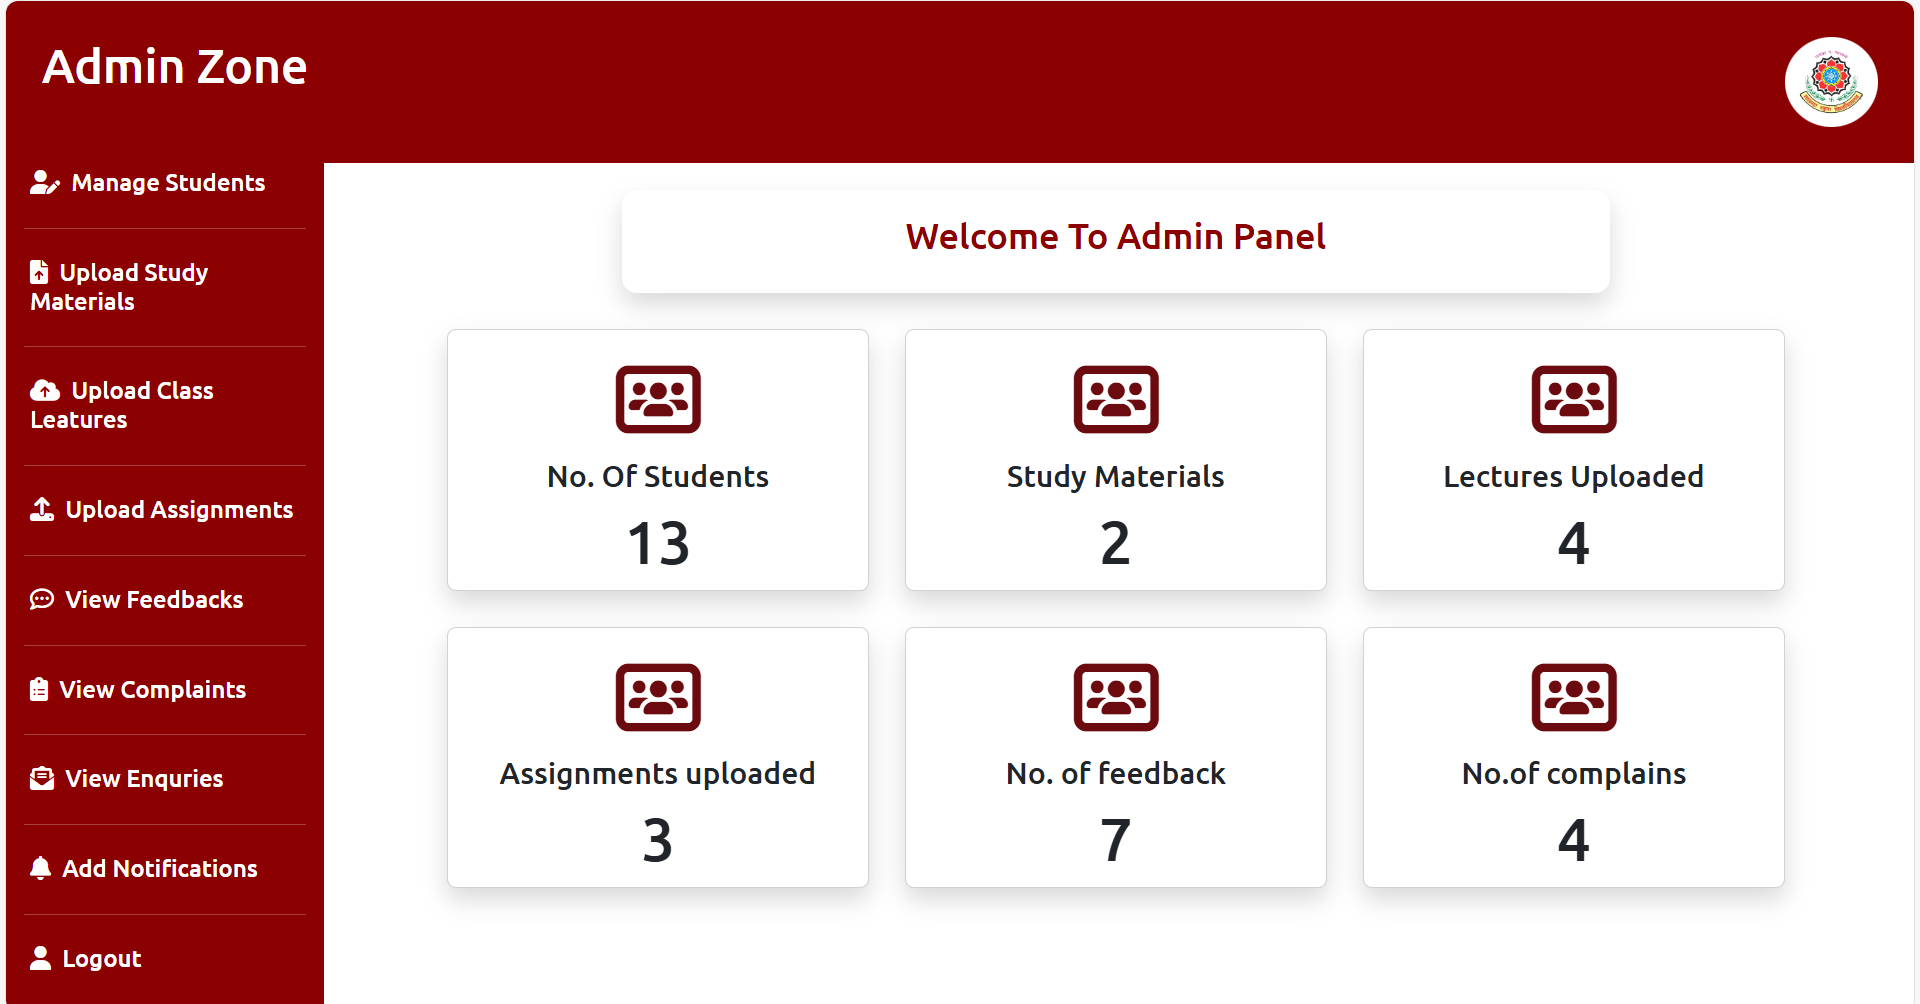 Admin Zone
Manage Students
Upload Study
Materials
Upload Class
Leatures
Upload Assignments
View Feedbacks
View Complaints
View Enquries
Add Notifications
Logout
Welcome To Admin Panel
No. Of Students
13
Study Materials
2
Lectures Uploaded
4
Assignments uploaded
3
No. of feedback
7
No.of complains
4